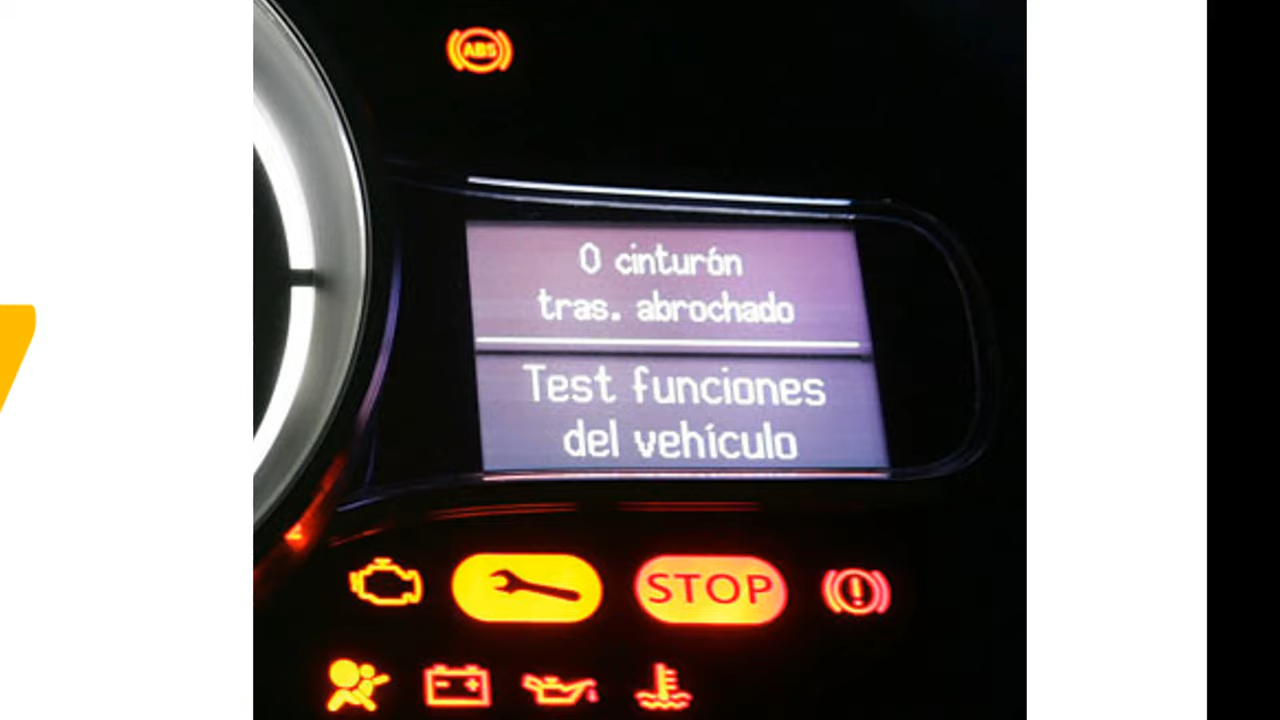 ABS
0 cinturón
tras. abrochado
Test funciones
del vehículo
STOP